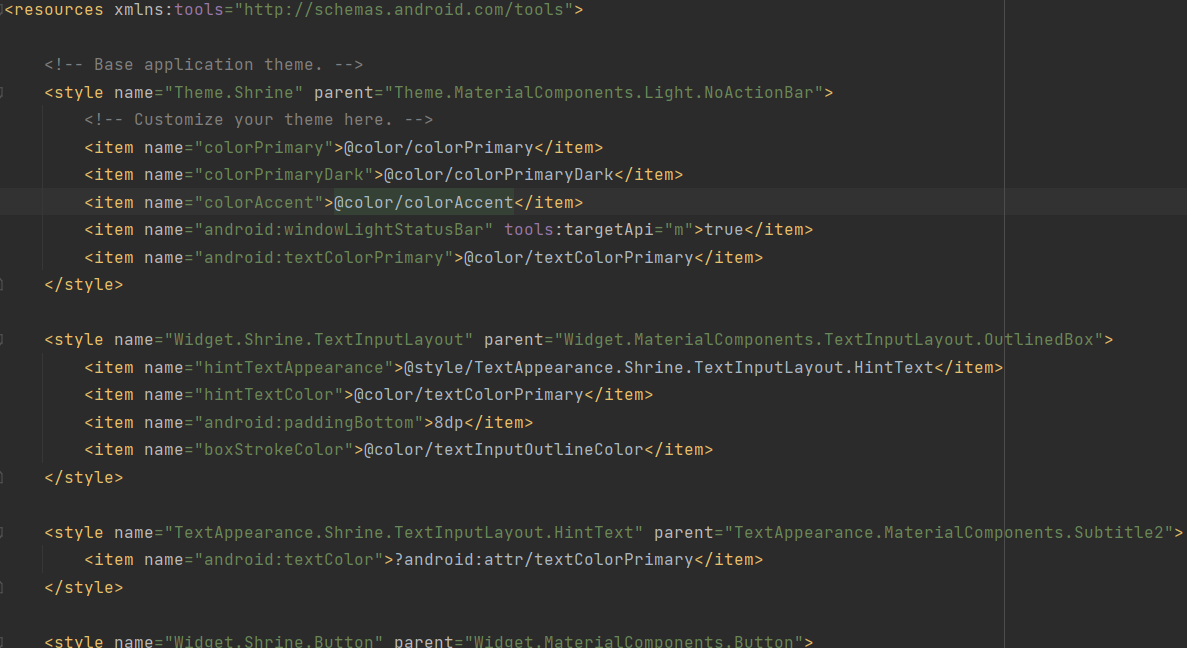 <resources xmlns:tools="http://schemas.android.com/tools">
<!-- Base application theme. -->
<style name="Theme.Shrine" parent="Theme.MaterialComponents.Light.NoActionBar">
<!-- Customize your theme here. -->
<item name="colorPrimary">@color/colorPrimary</item>
<item name="colorPrimaryDark">@color/colorPrimaryDark</item>
<item name="colorAccent">@color/colorAccent</item>
<item name="android:windowLightStatusBar" tools:targetApi="m">true</item>
<item name="android:textColorPrimary">@color/textColorPrimary</item>
</style>
<style name="Widget.Shrine.TextInputLayout" parent="Widget.MaterialComponents.TextInputLayout.OutlinedBox">
<item name="hintTextAppearance">@style/TextAppearance.Shrine.TextInputLayout.HintText</item>
<item name="hintTextColor">@color/textColorPrimary</item>
<item name="android:paddingBottom">8dp</item>
<item name="boxStrokeColor">@color/textInputOutlineColor</item>
</style>
<style name="TextAppearance.Shrine.TextInputLayout.HintText" parent="TextAppearance.MaterialComponents.Subtitle2">
<item name="android:textColor">?android:attr/textColorPrimary</item>
</style>
<style name="Widget.Shrine.Button" parent="Widget.MaterialComponents.Button">